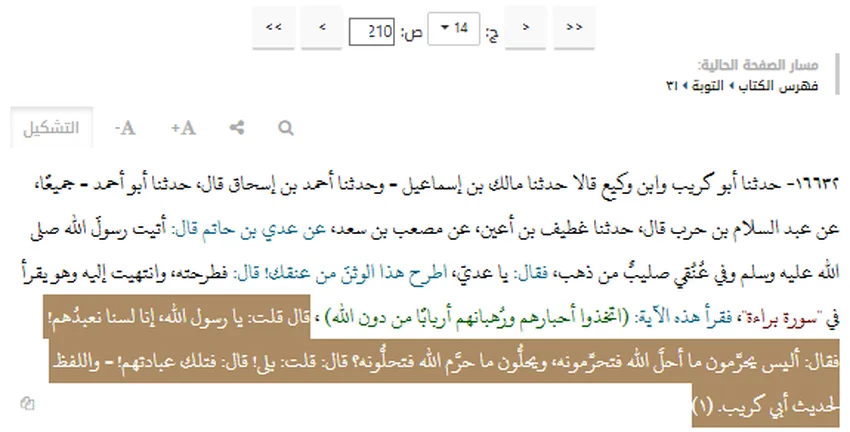 << < ج: 14 ص: 210 > >>
مسار الصفحة الحالية:
فهرس الكتاب التوبة ٣١
التشكيل A- A+
١٦٦٣٢- حدثنا أبو كريب وابن وكيع قالا حدثنا مالك بن إسماعيل - وحدثنا أحمد بن إسحاق قال، حدثنا أبو أحمد - جميعًا،
عن عبد السلام بن حرب قال، حدثنا غطيف بن أعين، عن مصعب بن سعد، عن عدي بن حاتم قال: أتيت رسولَ الله صلى
الله عليه وسلم وفي عُنُقي صليبٌ من ذهب، فقال: يا عديّ، اطرح هذا الوثنَ من عنقك! قال: فطرحته، وانتهيت إليه وهو يقرأ
في "سورة براءة"، فقرأ هذه الآية: (اتخذوا أحبارهم ورُهبانهم أربابًا من دون الله) ، قال قلت: يا رسول الله، إنا لسنا نعبدُهم!
فقال: أليس يحرِّمون ما أحلَّ الله فتحرِّمونه، ويحلُّون ما حرَّم الله فتحلُّونه؟ قال: قلت: بلى! قال: فتلك عبادتهم! - واللفظ
لحديث أبي كريب. (١)